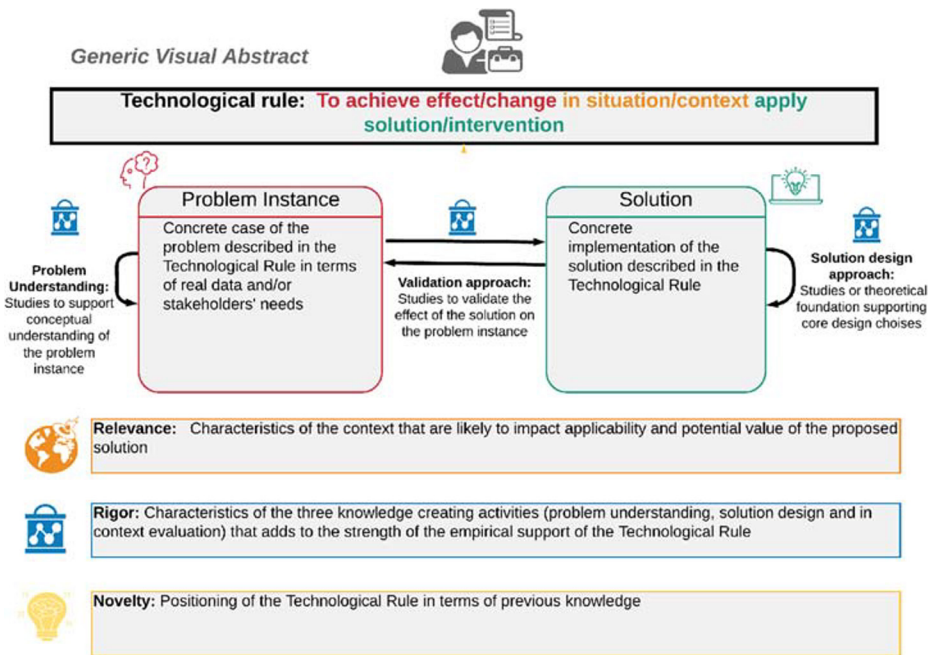 Generic Visual Abstract
Technological rule: To achieve effect/change in situation/context apply
solution/intervention
Problem Instance
Concrete case of the
problem described in the
Technological Rule in terms
of real data and/or
stakeholders' needs
Solution
Concrete
implementation of the
solution described in the
Technological Rule
Problem
Understanding:
Studies to support
conceptual
understanding of
the problem
instance
Validation approach:
Studies to validate the
effect of the solution on
the problem instance
Solution design
approach:
Studies or theoretical
foundation supporting
core design choises
Relevance: Characteristics of the context that are likely to impact applicability and potential value of the proposed
solution
Rigor: Characteristics of the three knowledge creating activities (problem understanding, solution design and in
context evaluation) that adds to the strength of the empirical support of the Technological Rule
Novelty: Positioning of the Technological Rule in terms of previous knowledge